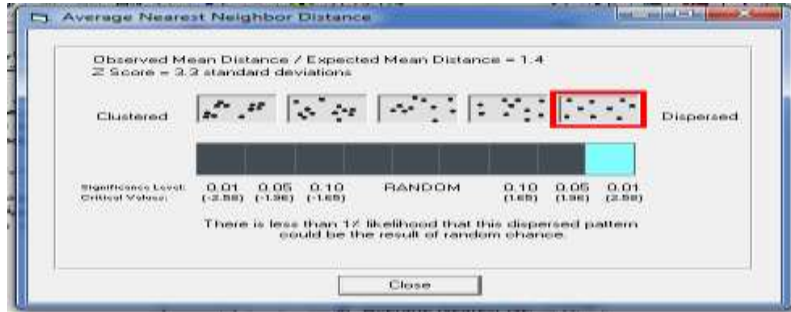 Average Nearest Neighbor Distance
Observed Mean Distance / Expected Mean Distance = 1.4
Z Score = 3.3 standard deviations
Clustered
Dispersed
Significance Level: 0.01 0.05 0.10 RANDOM 0.10 0.05 0.01
Critical Values: (-2.58) (-1.96) (-1.65) (1.65) (1.96) (2.58)
There is less than 1% likelihood that this dispersed pattern
could be the result of random chance.
Close